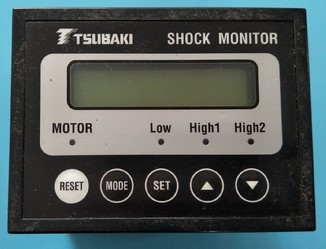 TSUBAKI SHOCK MONITOR
MOTOR Low High1 High2
RESET MODE SET